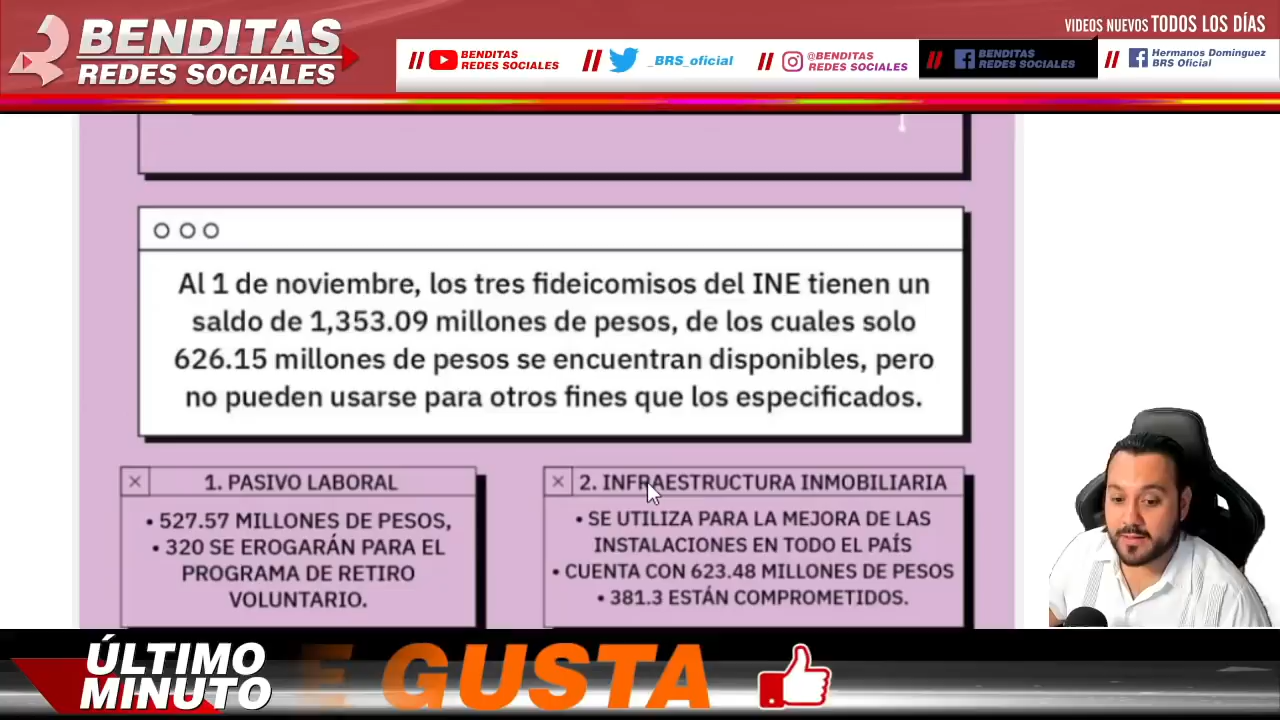 BENDITAS
REDES SOCIALES
VIDEOS NUEVOS TODOS LOS DÍAS
// BENDITAS
REDES SOCIALES
// _BRS_oficial
// @BENDITAS
REDES SOCIALES
// BENDITAS
REDES SOCIALES
// Hermanos Dominguez
BRS Oficial
Al 1 de noviembre, los tres fideicomisos del INE tienen un
saldo de 1,353.09 millones de pesos, de los cuales solo
626.15 millones de pesos se encuentran disponibles, pero
no pueden usarse para otros fines que los especificados.
1. PASIVO LABORAL
• 527.57 MILLONES DE PESOS,
• 320 SE EROGARÁN PARA EL
PROGRAMA DE RETIRO
VOLUNTARIO.
2. INFRAESTRUCTURA INMOBILIARIA
• SE UTILIZA PARA LA MEJORA DE LAS
INSTALACIONES EN TODO EL PAÍS
• CUENTA CON 623.48 MILLONES DE PESOS
• 381.3 ESTÁN COMPROMETIDOS.
ÚLTIMO
MINUTO
E GUSTA